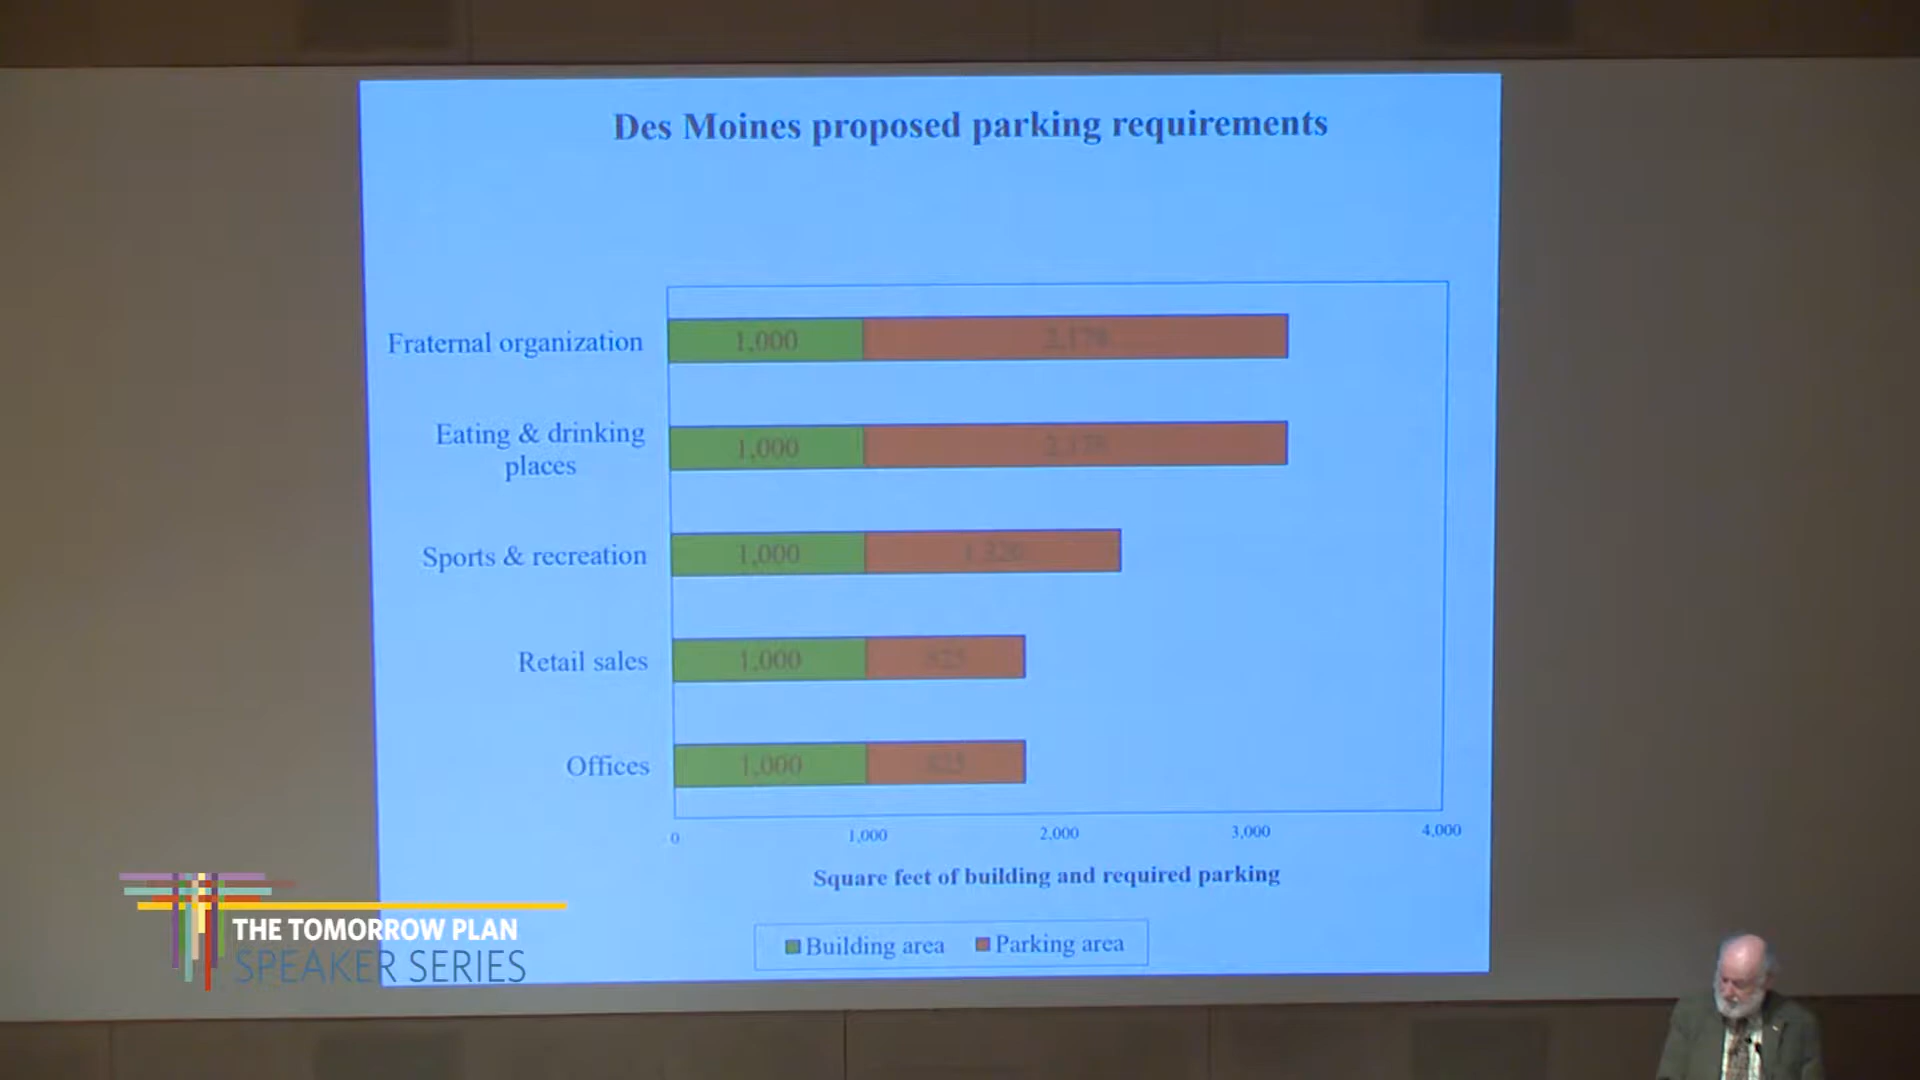 Des Moines proposed parking requirements
Fraternal organization
1,000
Eating & drinking
places
1,000
Sports & recreation
1,000
Retail sales
1,000
825
Offices
1,000
825
0 1,000 2,000 3,000 4,000
Square feet of building and required parking
Building area Parking area
THE TOMORROW PLAN
SPEAKER SERIES